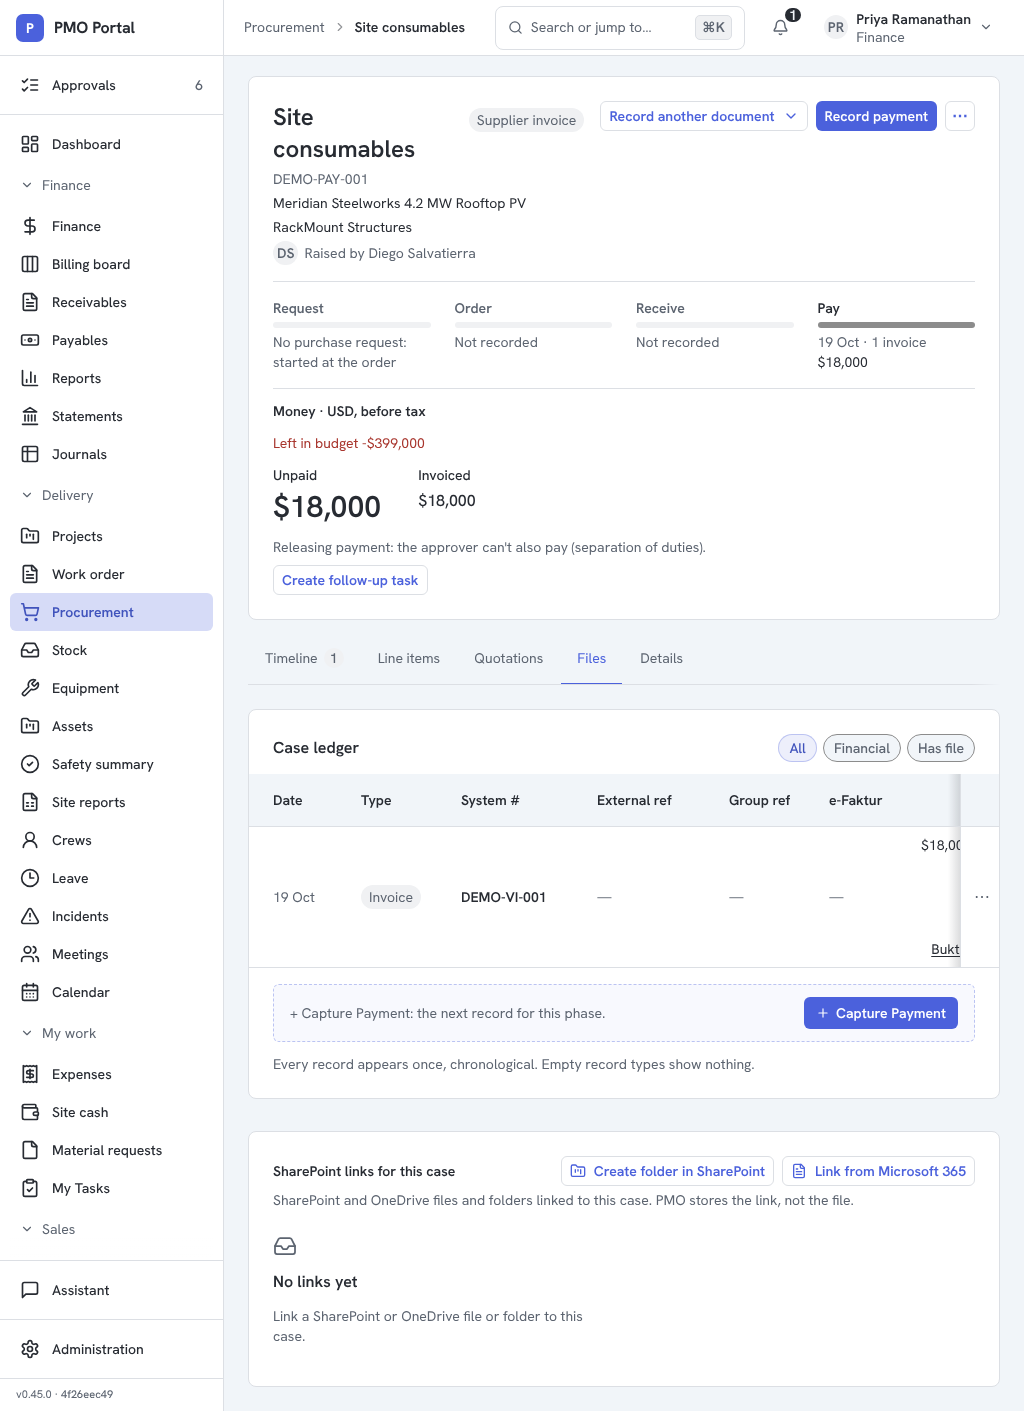 P PMO Portal
Procurement > Site consumables
Search or jump to... ⌘K
1
PR Priya Ramanathan
Finance
Approvals 6
Dashboard
Finance
Finance
Billing board
Receivables
Payables
Reports
Statements
Journals
Delivery
Projects
Work order
Procurement
Stock
Equipment
Assets
Safety summary
Site reports
Crews
Leave
Incidents
Meetings
Calendar
My work
Expenses
Site cash
Material requests
My Tasks
Sales
Assistant
Administration
v0.45.0 · 4f26eec49
Site
consumables
Supplier invoice
Record another document
Record payment
DEMO-PAY-001
Meridian Steelworks 4.2 MW Rooftop PV
RackMount Structures
DS Raised by Diego Salvatierra
Request Order Receive Pay
No purchase request: Not recorded Not recorded 19 Oct · 1 invoice
started at the order $18,000
Money · USD, before tax
Left in budget -$399,000
Unpaid Invoiced
$18,000 $18,000
Releasing payment: the approver can't also pay (separation of duties).
Create follow-up task
Timeline 1 Line items Quotations Files Details
Case ledger All Financial Has file
Date Type System # External ref Group ref e-Faktur
$18,00
19 Oct Invoice DEMO-VI-001 — — — ...
Bukt
+ Capture Payment: the next record for this phase. + Capture Payment
Every record appears once, chronological. Empty record types show nothing.
SharePoint links for this case Create folder in SharePoint Link from Microsoft 365
SharePoint and OneDrive files and folders linked to this case. PMO stores the link, not the file.
No links yet
Link a SharePoint or OneDrive file or folder to this
case.